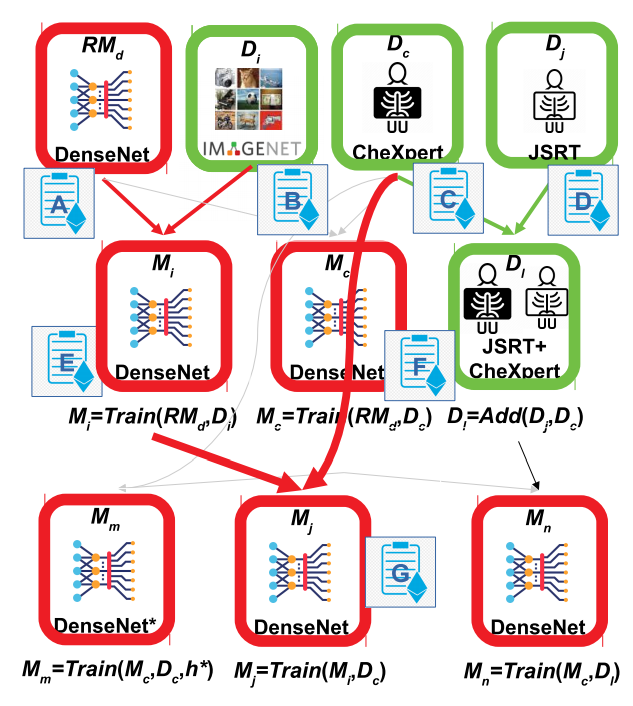 RMd Di Dc Dj
DenseNet IMAGENET CheXpert JSRT
A B C D
Mi Mc Dl
E DenseNet DenseNet F JSRT+
CheXpert
Mi=Train(RMd,Di) Mc=Train(RMd,Dc) Dl=Add(Dj,Dc)
Mm Mj Mn
G
DenseNet* DenseNet DenseNet
Mm=Train(Mc,Dc,h*) Mj=Train(Mi,Dc) Mn=Train(Mc,Dl)